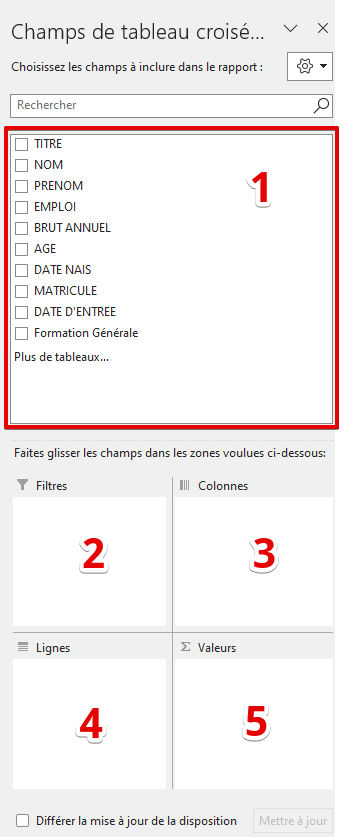 Champs de tableau croisé...
Choisissez les champs à inclure dans le rapport :
Rechercher
TITRE
1
NOM
PRENOM
EMPLOI
BRUT ANNUEL
AGE
DATE NAIS
MATRICULE
DATE D'ENTREE
Formation Générale
Plus de tableaux...
Faites glisser les champs dans les zones voulues ci-dessous:
Filtres
2
Colonnes
3
Lignes
4
Σ Valeurs
5
Différer la mise à jour de la disposition
Mettre à jour